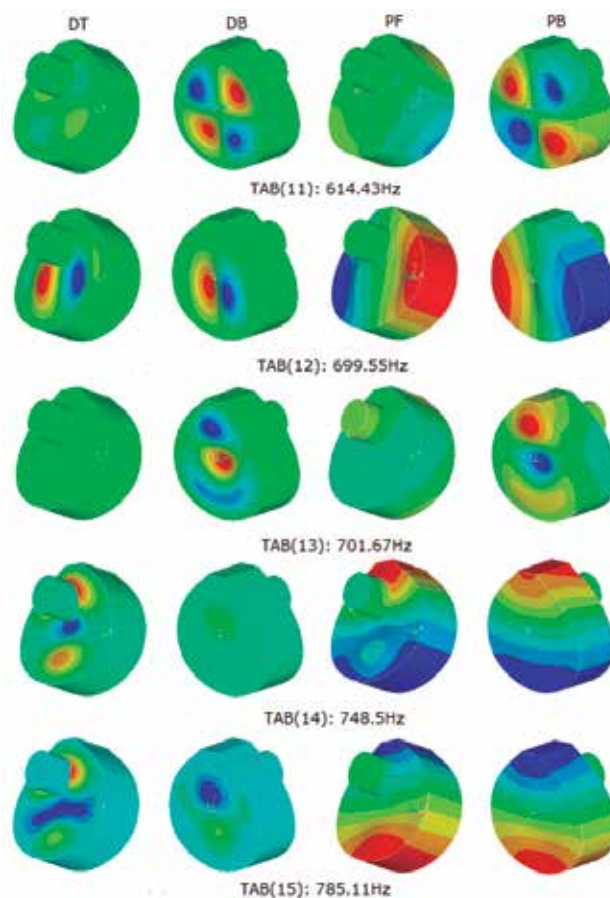 DT DB PF PB
TAB(11): 614.43Hz
TAB(12): 699.55Hz
TAB(13): 701.67Hz
TAB(14): 748.5Hz
TAB(15): 785.11Hz